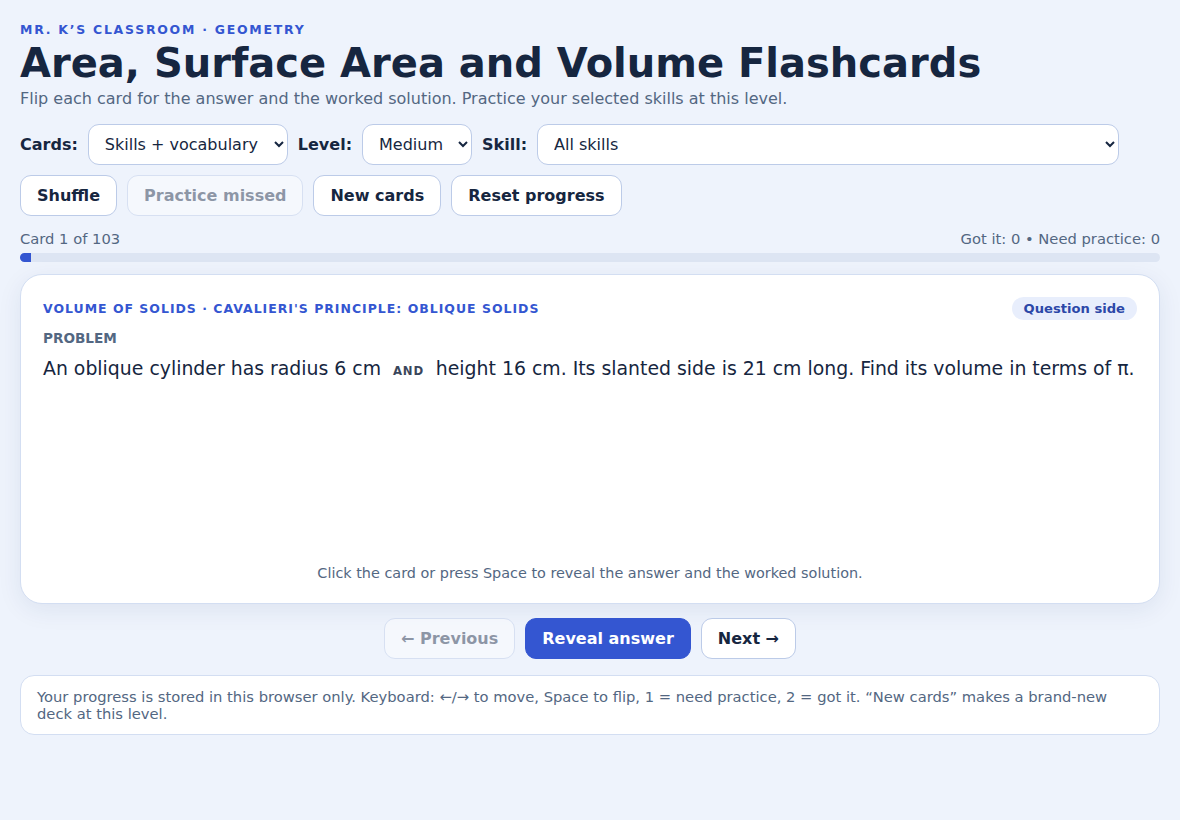 MR. K'S CLASSROOM · GEOMETRY
Area, Surface Area and Volume Flashcards
Flip each card for the answer and the worked solution. Practice your selected skills at this level.
Cards: Skills + vocabulary Level: Medium Skill: All skills
Shuffle Practice missed New cards Reset progress
Card 1 of 103 Got it: 0 • Need practice: 0
VOLUME OF SOLIDS · CAVALIERI'S PRINCIPLE: OBLIQUE SOLIDS Question side
PROBLEM
An oblique cylinder has radius 6 cm AND height 16 cm. Its slanted side is 21 cm long. Find its volume in terms of π.
Click the card or press Space to reveal the answer and the worked solution.
← Previous Reveal answer Next →
Your progress is stored in this browser only. Keyboard: ←/→ to move, Space to flip, 1 = need practice, 2 = got it. “New cards” makes a brand-new
deck at this level.